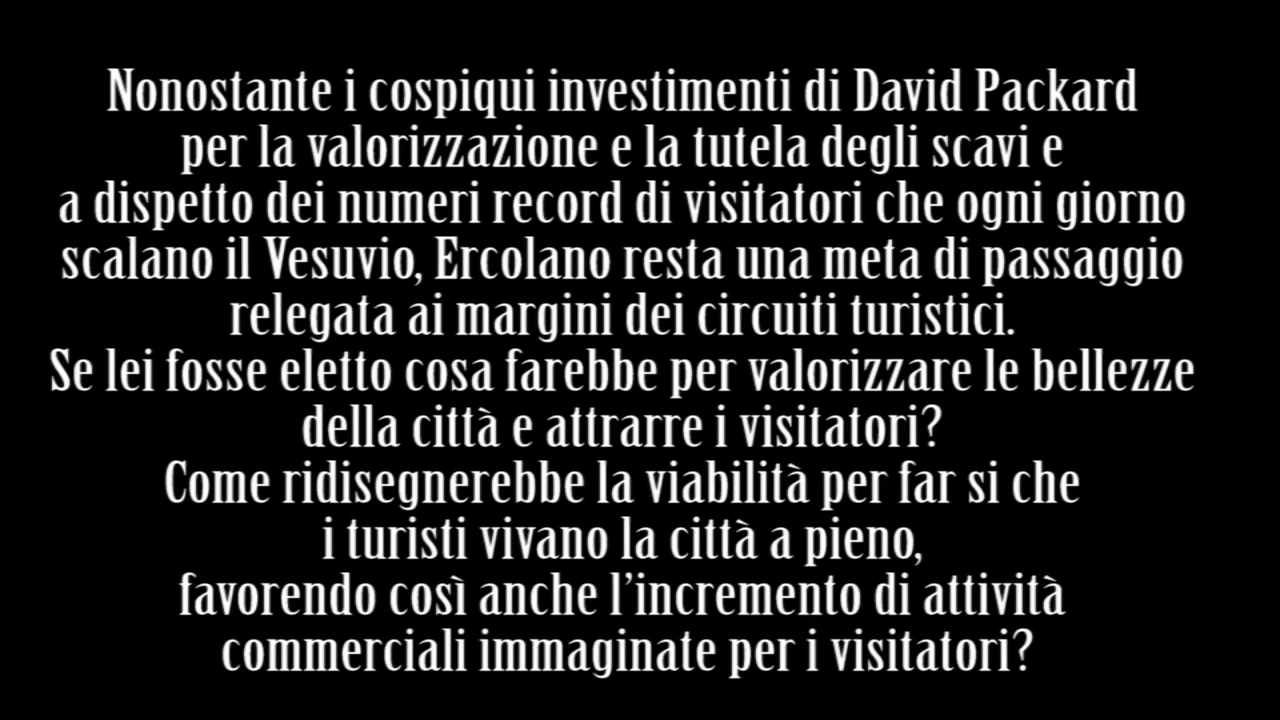 Nonostante i cospiqui investimenti di David Packard
per la valorizzazione e la tutela degli scavi e
a dispetto dei numeri record di visitatori che ogni giorno
scalano il Vesuvio, Ercolano resta una meta di passaggio
relegata ai margini dei circuiti turistici.
Se lei fosse eletto cosa farebbe per valorizzare le bellezze
della città e attrarre i visitatori?
Come ridisegnerebbe la viabilità per far si che
i turisti vivano la città a pieno,
favorendo così anche l’incremento di attività
commerciali immaginate per i visitatori?